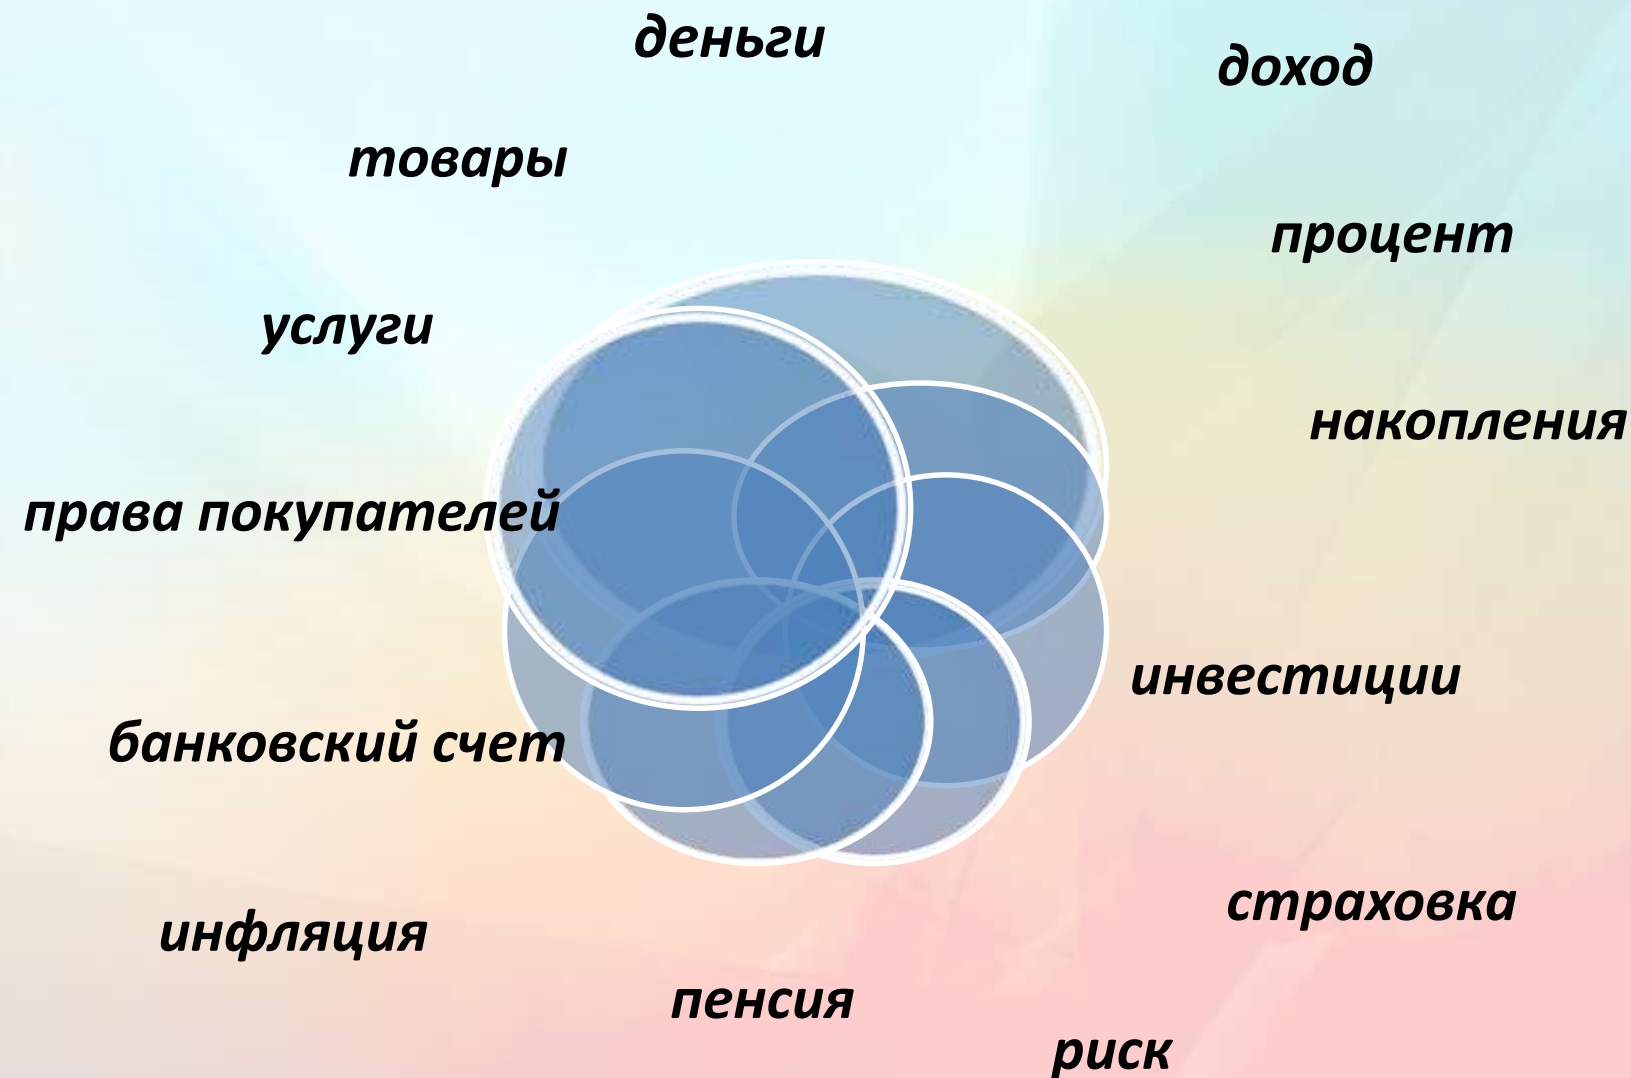 деньги
доход
товары
процент
услуги
накопления
права покупателей
инвестиции
банковский счет
страховка
инфляция
пенсия
риск